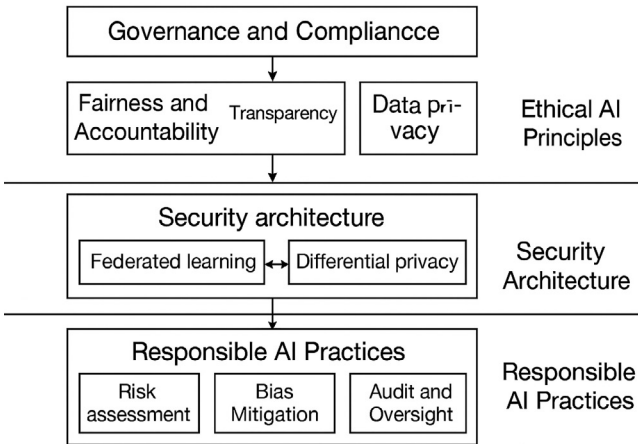 Governance and Compliancce
Fairness and
Accountability
Transparency
Data pri-
vacy
Ethical AI
Principles
Security architecture
Federated learning
Differential privacy
Security
Architecture
Responsible AI Practices
Risk
assessment
Bias
Mitigation
Audit and
Oversight
Responsible
AI Practices